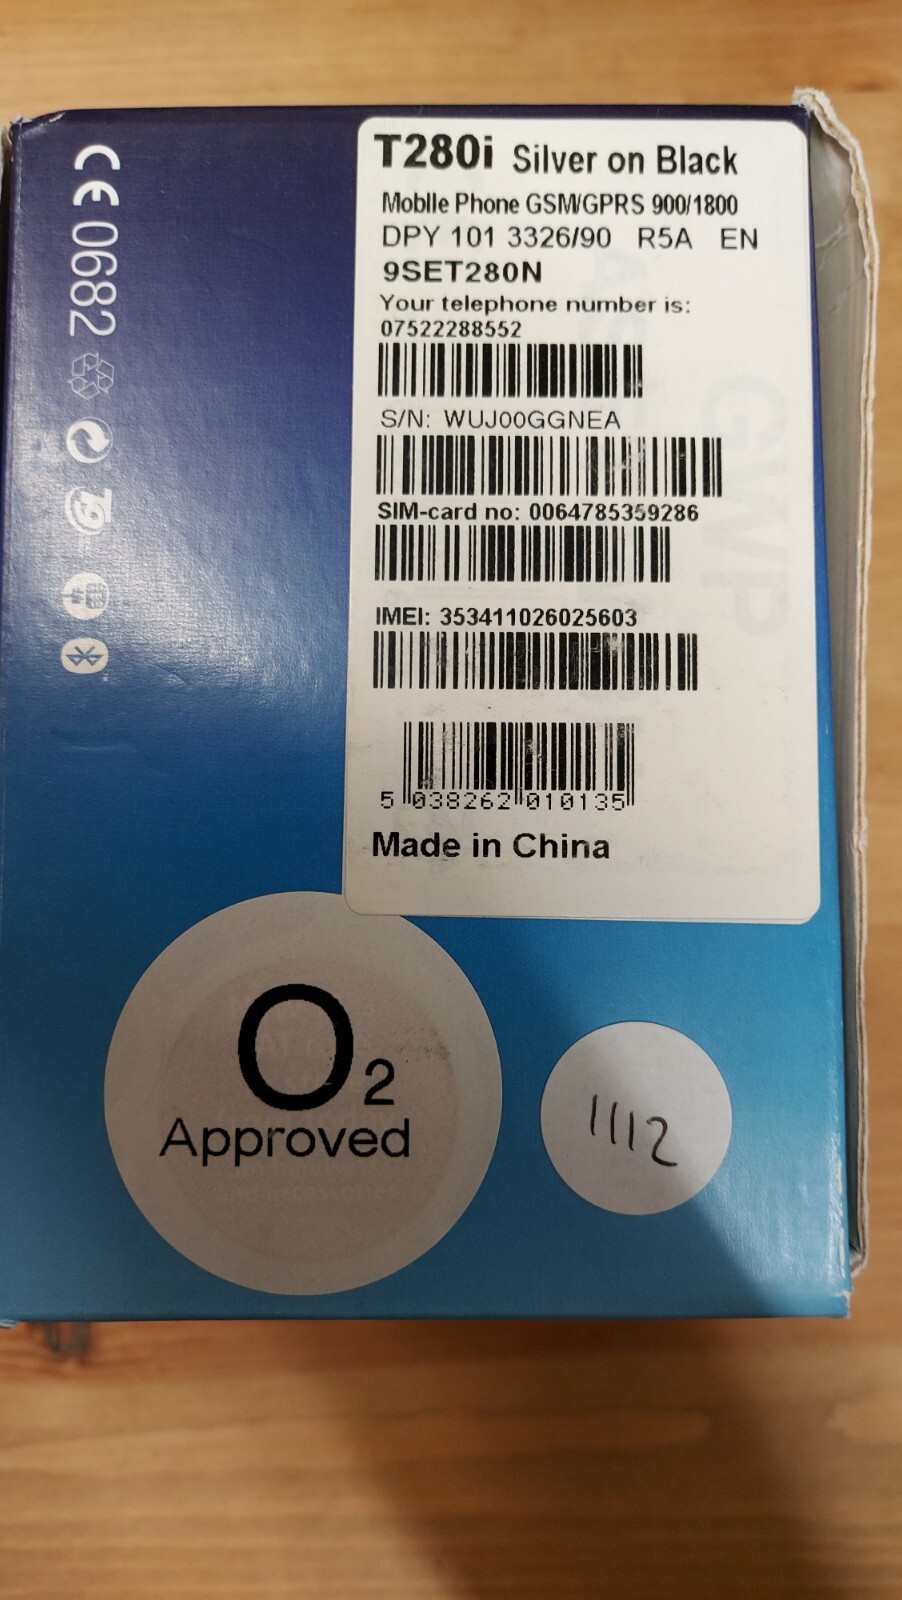 T280i Silver on Black
Mobile Phone GSM/GPRS 900/1800
DPY 101 3326/90 R5A EN
9SET280N
Your telephone number is:
07522288552
S/N: WUJ00GGNEA
SIM-card no: 0064785359286
IMEI: 353411026025603
5 038262 010135
Made in China
CE 0682
O2
Approved
1112